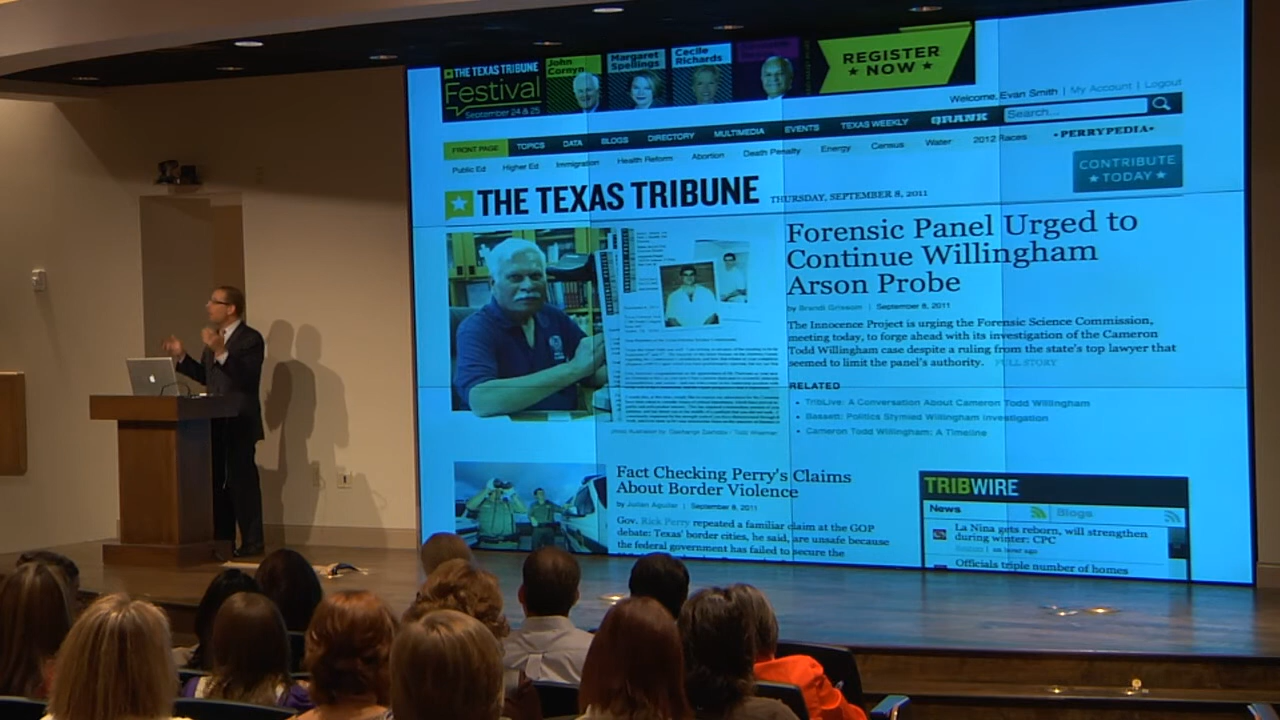 THE TEXAS TRIBUNE
Festival
September 24 & 25
John Cornyn
Margaret Spellings
Cecile Richards
REGISTER NOW
Welcome, Evan Smith | My Account | Logout
FRONT PAGE TOPICS DATA BLOGS DIRECTORY MULTIMEDIA EVENTS TEXAS WEEKLY QRANK Search...
Public Ed Higher Ed Immigration Health Reform Abortion Death Penalty Energy Census Water 2012 Races •PERRYPEDIA•
CONTRIBUTE TODAY
THE TEXAS TRIBUNE THURSDAY, SEPTEMBER 8, 2011
Forensic Panel Urged to
Continue Willingham
Arson Probe
by Brandi Grissom | September 8, 2011
The Innocence Project is urging the Forensic Science Commission,
meeting today, to forge ahead with its investigation of the Cameron
Todd Willingham case despite a ruling from the state's top lawyer that
seemed to limit the panel's authority. FULL STORY
RELATED
• TribLive: A Conversation About Cameron Todd Willingham
• Bassett: Politics Stymied Willingham Investigation
• Cameron Todd Willingham: A Timeline
photo illustration by
Fact Checking Perry's Claims
About Border Violence
by Julian Aguilar | September 8, 2011
Gov. Rick Perry repeated a familiar claim at the GOP
debate: Texas' border cities, he said, are unsafe because
the federal government has failed to secure the
TRIBWIRE
News Blogs
La Nina gets reborn, will strengthen
during winter: CPC
Reuters | an hour ago
Officials triple number of homes